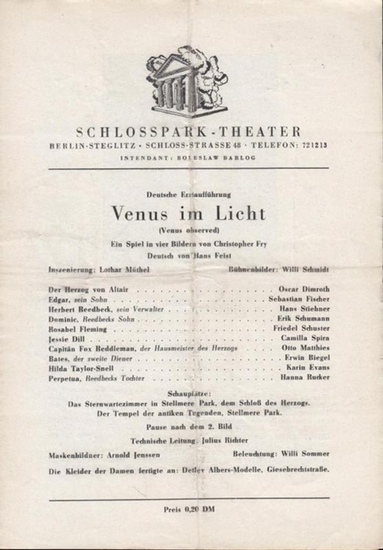 SCHLOSSPARK-THEATER
BERLIN-STEGLITZ • SCHLOSS-STRASSE 48 • TELEFON: 721213
INTENDANT: BOLESLAW BARLOG
Deutsche Erstaufführung
Venus im Licht
(Venus observed)
Ein Spiel in vier Bildern von Christopher Fry
Deutsch von Hans Feist
Inszenierung: Lothar Müthel Bühnenbilder: Willi Schmidt
Der Herzog von Altair Oscar Dimroth
Edgar, sein Sohn Sebastian Fischer
Herbert Reedbeck, sein Verwalter Hans Stiehner
Dominic, Reedbecks Sohn Erik Schumann
Rosabel Fleming Friedel Schuster
Jessie Dill Camilla Spira
Capitän Fox Reddleman, der Hausmeister des Herzogs Otto Matthies
Bates, der zweite Diener Erwin Biegel
Hilda Taylor-Snell Karin Evans
Perpetua, Reedbecks Tochter Hanna Rucker
Schauplätze:
Das Sternwartezimmer in Stellmere Park, dem Schloß des Herzogs.
Der Tempel der antiken Tugenden, Stellmere Park.
Pause nach dem 2. Bild
Technische Leitung: Julius Richter
Maskenbildner: Arnold Jenssen Beleuchtung: Willi Sommer
Die Kleider der Damen fertigte an: Detlev Albers-Modelle, Giesebrechtstraße.
Preis 0,20 DM